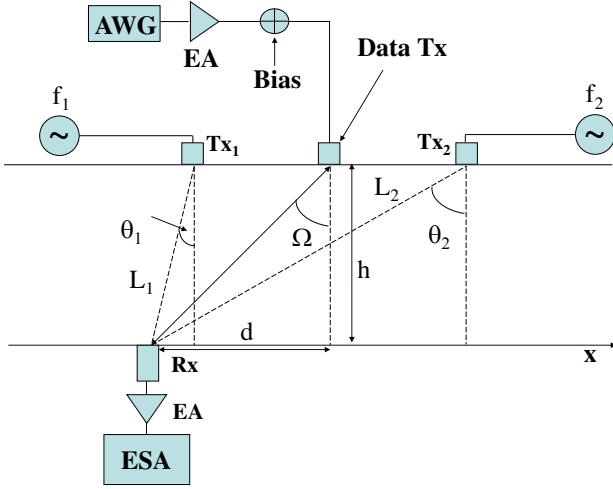 AWG
EA
Bias
Data Tx
f₁
~
Tx₁
Tx₂
f₂
~
θ₁
L₁
Ω
L₂
θ₂
h
d
x
Rx
EA
ESA